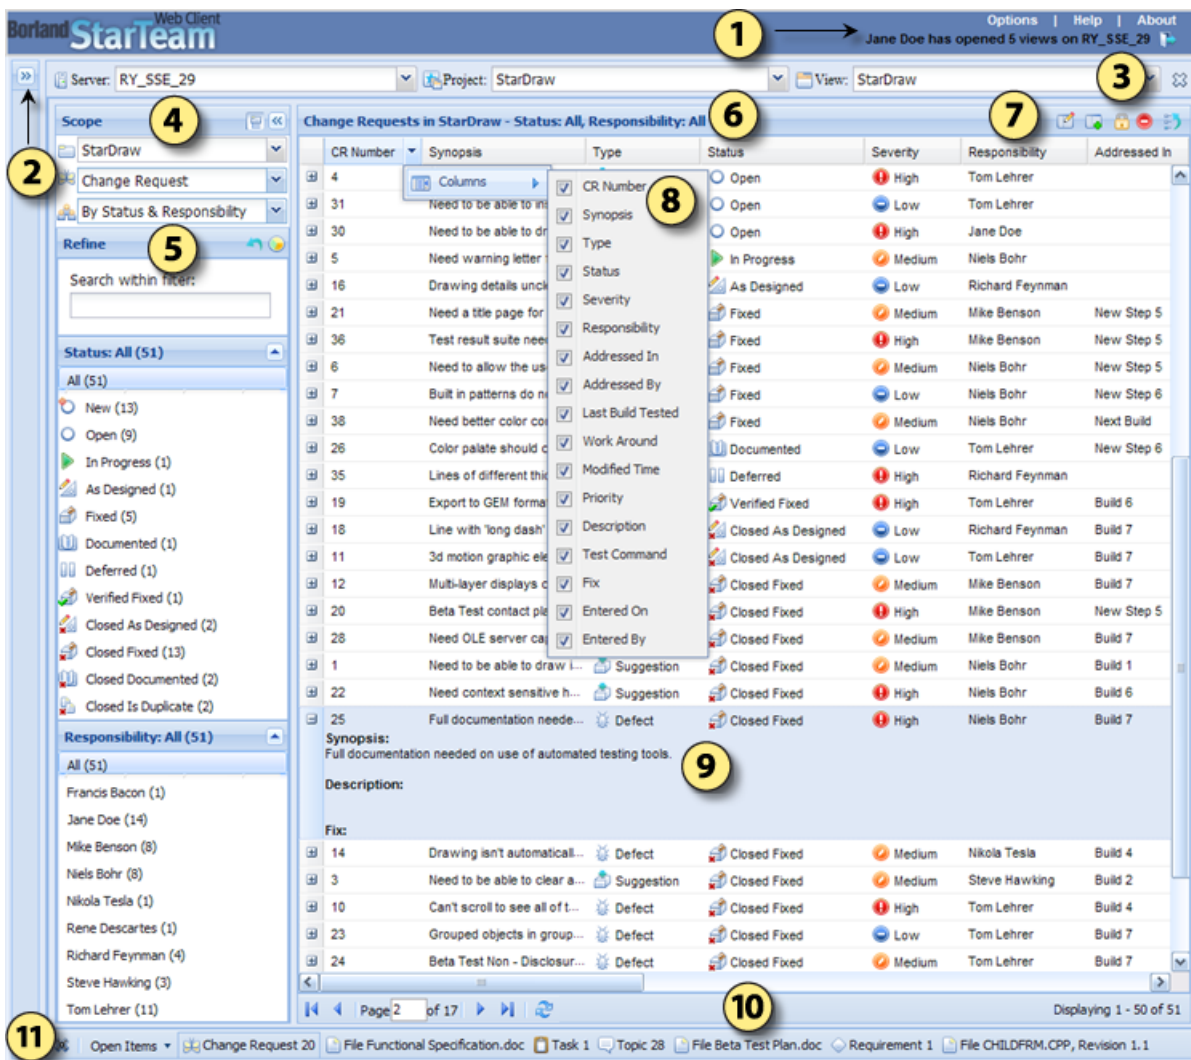 Borland StarTeam Web Client
Options | Help | About
Jane Doe has opened 5 views on RY_SSE_29
1
Server: RY_SSE_29 Project: StarDraw View: StarDraw
3
2
Scope
4
StarDraw
Change Request
By Status & Responsibility
Refine
5
Search within filter:
Status: All (51)
All (51)
New (13)
Open (9)
In Progress (1)
As Designed (1)
Fixed (5)
Documented (1)
Deferred (1)
Verified Fixed (1)
Closed As Designed (2)
Closed Fixed (13)
Closed Documented (2)
Closed Is Duplicate (2)
Responsibility: All (51)
All (51)
Francis Bacon (1)
Jane Doe (14)
Mike Benson (8)
Niels Bohr (8)
Nikola Tesla (1)
Rene Descartes (1)
Richard Feynman (4)
Steve Hawking (3)
Tom Lehrer (11)
Change Requests in StarDraw - Status: All, Responsibility: All
6
7
CR Number Synopsis Type Status Severity Responsibility Addressed In
Columns
8
CR Number
Synopsis
Type
Status
Severity
Responsibility
Addressed In
Addressed By
Last Build Tested
Work Around
Modified Time
Priority
Description
Test Command
Fix
Entered On
Entered By
4 Open High Tom Lehrer
31 Need to be able to ins Open Low Tom Lehrer
30 Need to be able to dr Open High Jane Doe
5 Need warning letter In Progress Medium Niels Bohr
16 Drawing details uncle As Designed Low Richard Feynman
21 Need a title page for Fixed Medium Mike Benson New Step 5
36 Test result suite nee Fixed High Mike Benson New Step 5
6 Need to allow the us Fixed Medium Niels Bohr New Step 5
7 Built in patterns do n Fixed Low Niels Bohr New Step 5
38 Need better color co Fixed Medium Niels Bohr Next Build
26 Color palate should c Documented Low Tom Lehrer New Step 6
35 Lines of different thic Deferred High Richard Feynman
19 Export to GEM forma Verified Fixed High Tom Lehrer Build 6
18 Line with 'long dash' Closed As Designed Low Richard Feynman Build 7
11 3d motion graphic ele Closed As Designed Low Tom Lehrer Build 7
12 Multi-layer displays c Closed Fixed Medium Mike Benson Build 7
20 Beta Test contact pla Closed Fixed High Mike Benson New Step 5
28 Need OLE server cap Closed Fixed Medium Mike Benson Build 7
1 Need to be able to draw i... Suggestion Closed Fixed Medium Niels Bohr Build 1
22 Need context sensitive h... Suggestion Closed Fixed High Niels Bohr Build 6
25 Full documentation neede... Defect Closed Fixed High Niels Bohr Build 7
Synopsis:
Full documentation needed on use of automated testing tools.
9
Description:
Fix:
14 Drawing isn't automaticall... Defect Closed Fixed Medium Nikola Tesla Build 4
3 Need to be able to clear a... Suggestion Closed Fixed Medium Steve Hawking Build 2
10 Can't scroll to see all of t... Defect Closed Fixed High Tom Lehrer Build 4
23 Grouped objects in group... Defect Closed Fixed Low Tom Lehrer Build 7
24 Beta Test Non - Disclosur... Defect Closed Fixed Medium Tom Lehrer Build 7
Page 2 of 17
10
Displaying 1 - 50 of 51
11
Open Items Change Request 20 File Functional Specification.doc Task 1 Topic 28 File Beta Test Plan.doc Requirement 1 File CHILDFRM.CPP, Revision 1.1